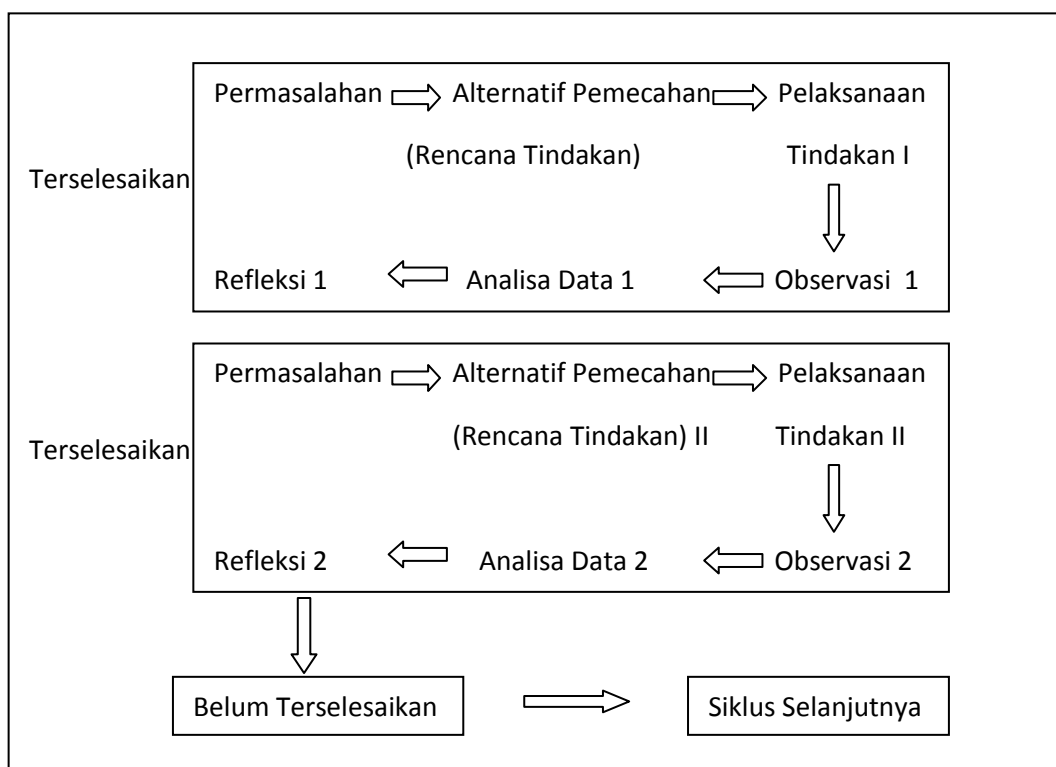 Permasalahan Alternatif Pemecahan Pelaksanaan
(Rencana Tindakan) Tindakan I
Terselesaikan
Refleksi 1 Analisa Data 1 Observasi 1
Permasalahan Alternatif Pemecahan Pelaksanaan
(Rencana Tindakan) II Tindakan II
Terselesaikan
Refleksi 2 Analisa Data 2 Observasi 2
Belum Terselesaikan Siklus Selanjutnya